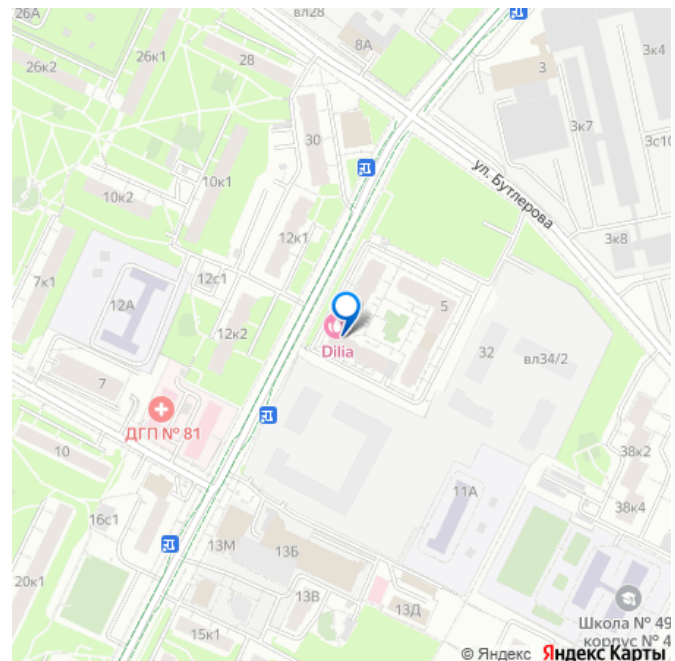 26А
вл28
8А
26к2
26к1
28
3
3к4
3к7
3с10
30
ул. Бутлерова
10к2
10к1
3к8
12к1
7к1
12с1
12А
5
12к2
Dilia
32
вл34/2
7
ДГП № 81
10
38к2
11А
38к4
16с1
13М
13Б
20к1
13В
13Д
15к1
Школа № 49
корпус № 4
© Яндекс Яндекс Карты